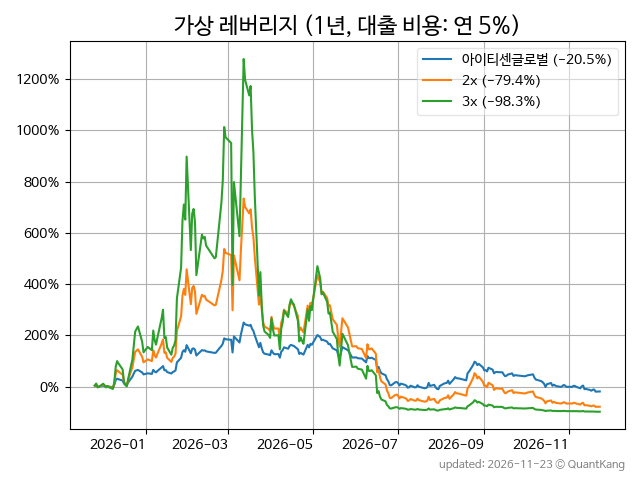 가상 레버리지 (1년, 대출 비용: 연 5%)
아이티센글로벌 (-20.5%)
2x (-79.4%)
3x (-98.3%)
1200%
1000%
800%
600%
400%
200%
0%
2026-01 2026-03 2026-05 2026-07 2026-09 2026-11
updated: 2026-11-23 © QuantKang